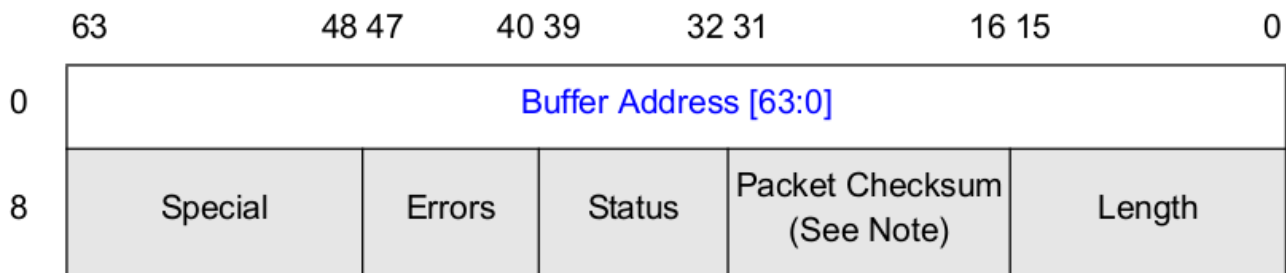 63 48 47 40 39 32 31 16 15 0
0 Buffer Address [63:0]
8 Special Errors Status Packet Checksum (See Note) Length